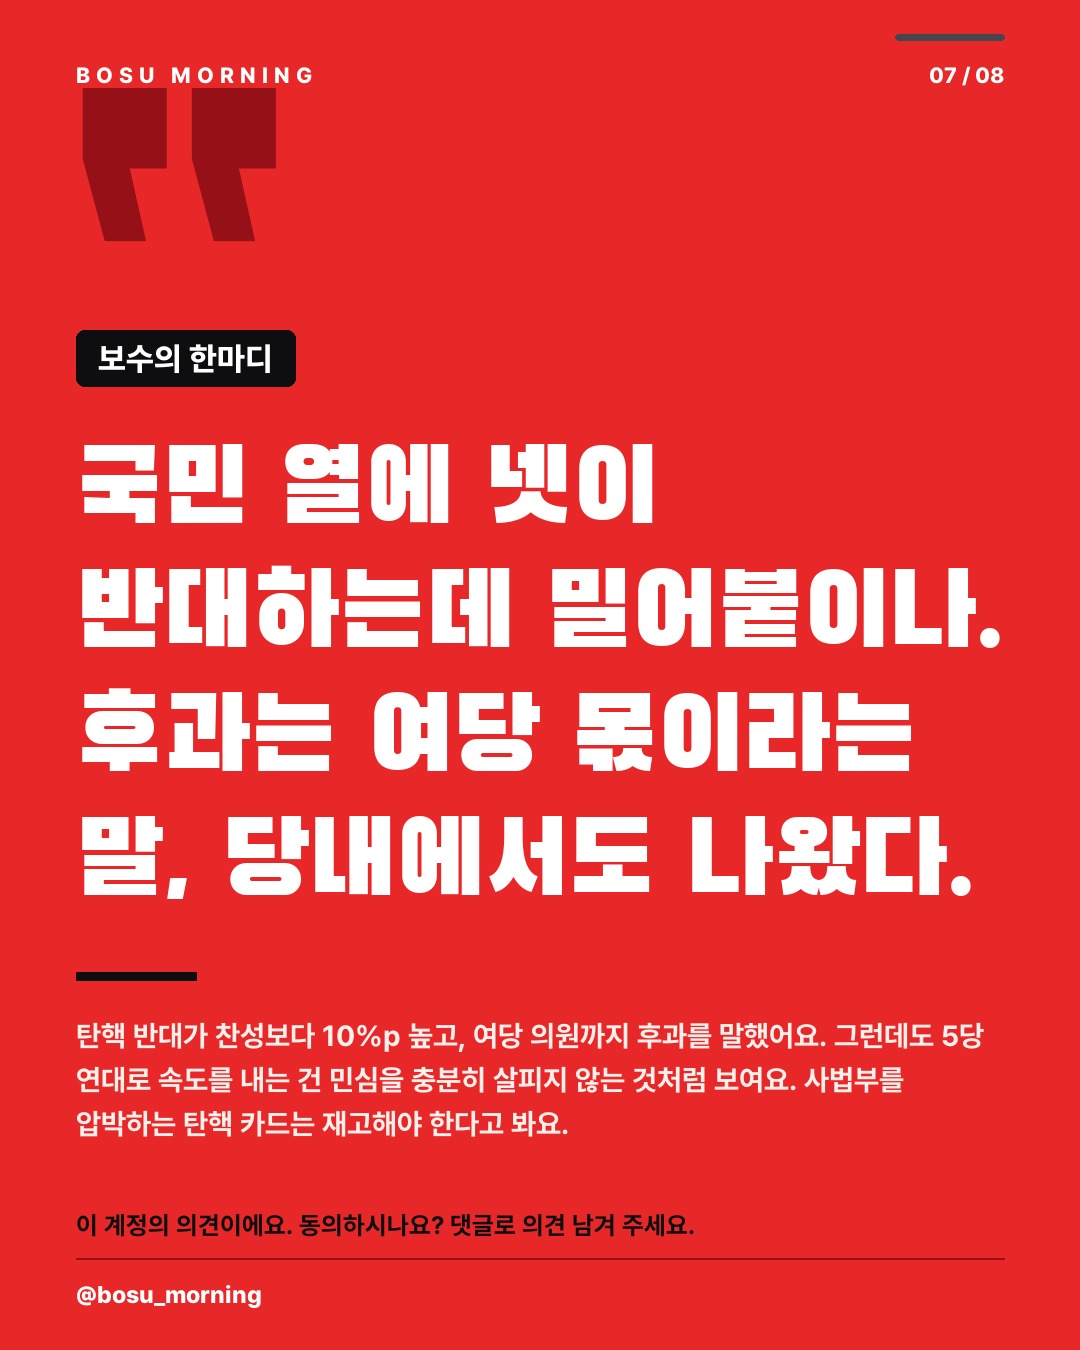 BOSU MORNING
07 / 08
보수의 한마디
국민 열에 넷이
반대하는데 밀어붙이나.
후과는 여당 몫이라는
말, 당내에서도 나왔다.
탄핵 반대가 찬성보다 10%p 높고, 여당 의원까지 후과를 말했어요. 그런데도 5당
연대로 속도를 내는 건 민심을 충분히 살피지 않는 것처럼 보여요. 사법부를
압박하는 탄핵 카드는 재고해야 한다고 봐요.
이 계정의 의견이에요. 동의하시나요? 댓글로 의견 남겨 주세요.
@bosu_morning